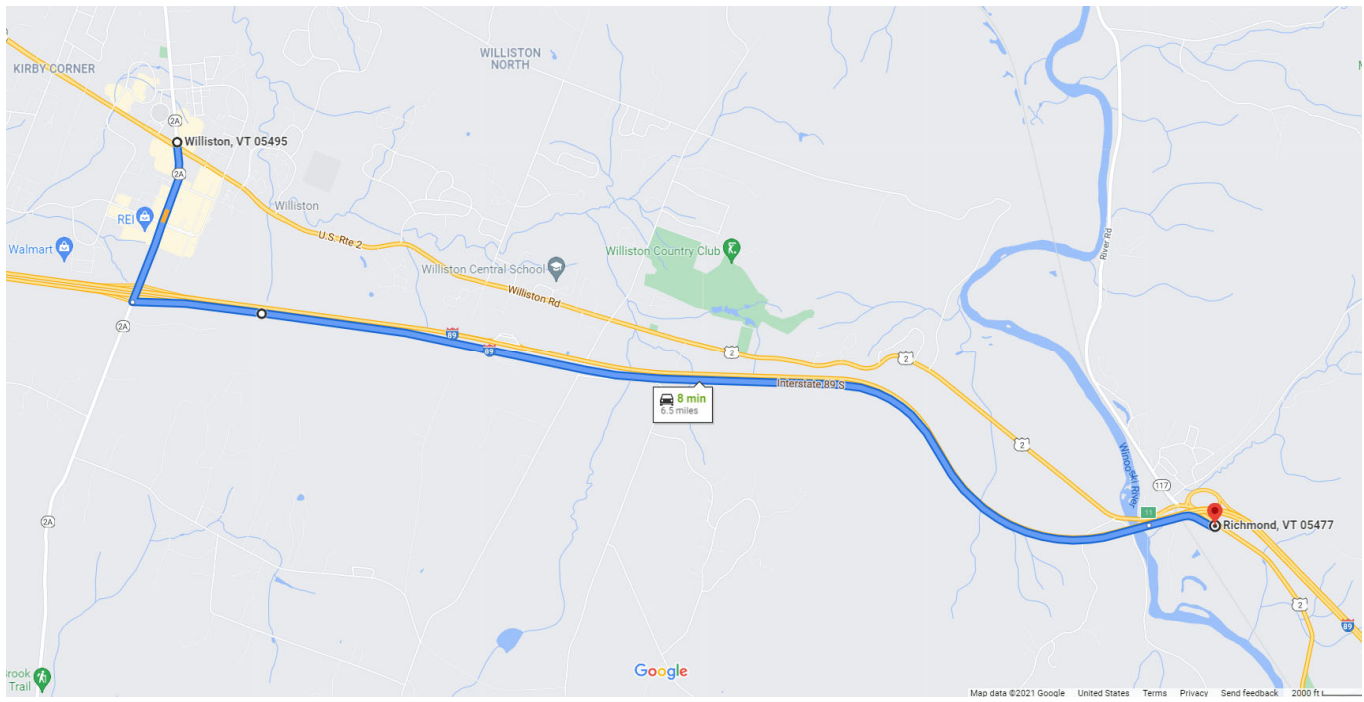 KIRBY CORNER
WILLISTON
NORTH
2A
Williston, VT 05495
2A
REI
Williston
Walmart
U.S. Rte 2
Williston Country Club
River Rd
Williston Central School
Williston Rd
2A
89
89
2
2
Interstate 89 S
8 min
6.5 miles
2
Winooski River
117
11
2A
Richmond, VT 05477
2
89
Brook
Trail
Google
Map data ©2021 Google United States Terms Privacy Send feedback 2000 ft